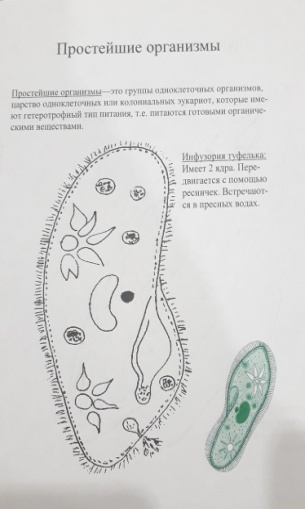 Простейшие организмы
Простейшие организмы—это группы одноклеточных организмов,
царство одноклеточных или колониальных эукариот, которые име-
ют гетеротрофный тип питания, т.е. питаются готовыми органиче-
скими веществами.
Инфузория туфелька:
Имеет 2 ядра. Пере-
двигается с помощью
ресничек. Встречают-
ся в пресных водах.